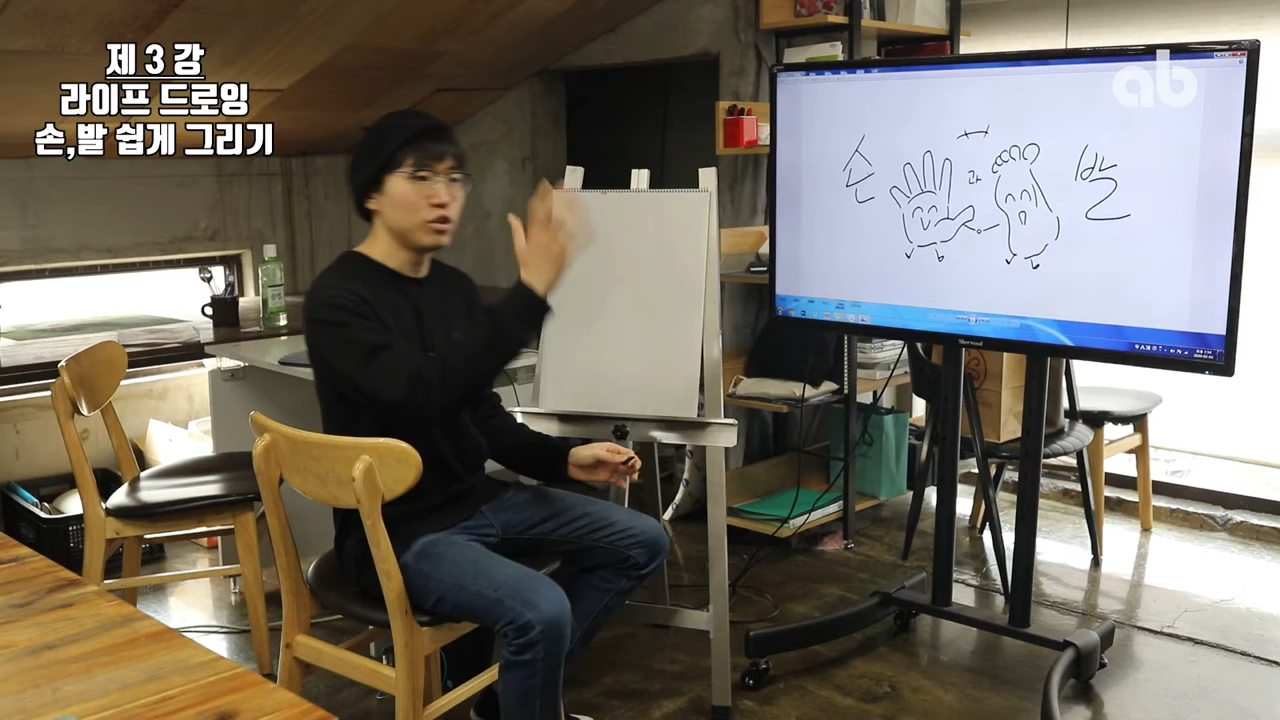 제 3 강
라이프 드로잉
손,발 쉽게 그리기
ab
손 과 발
Sherwood